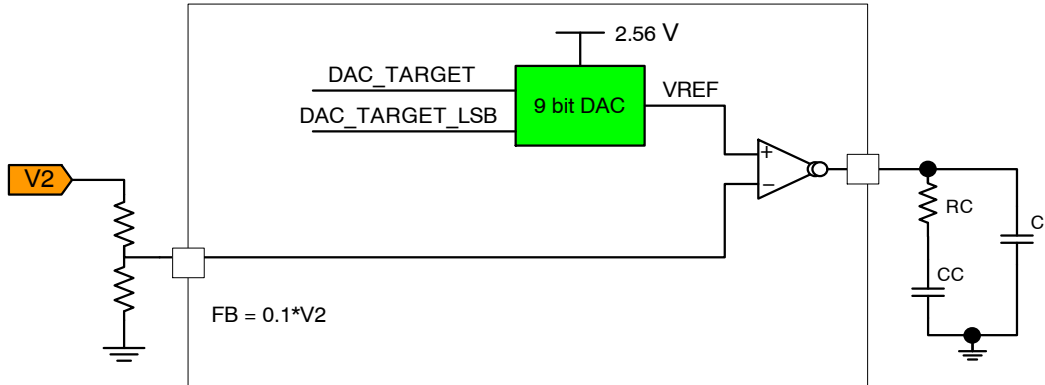 2.56 V
DAC_TARGET
DAC_TARGET_LSB
9 bit DAC
VREF
+
−
V2
RC
C
CC
FB = 0.1*V2